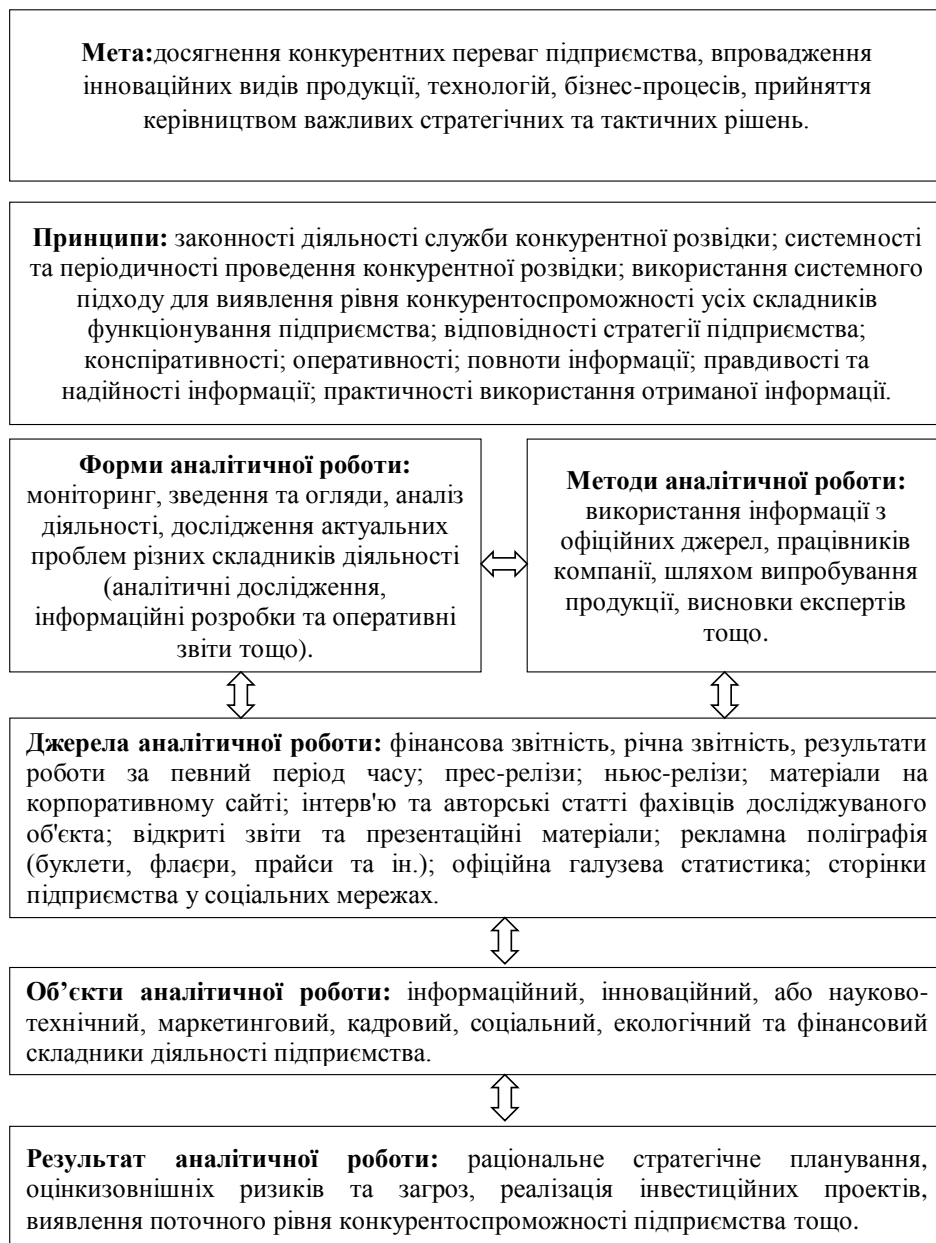 Мета:досягнення конкурентних переваг підприємства, впровадження
інноваційних видів продукції, технологій, бізнес-процесів, прийняття
керівництвом важливих стратегічних та тактичних рішень.
Принципи: законності діяльності служби конкурентної розвідки; системності
та періодичності проведення конкурентної розвідки; використання системного
підходу для виявлення рівня конкурентоспроможності усіх складників
функціонування підприємства; відповідності стратегії підприємства;
конспіративності; оперативності; повноти інформації; правдивості та
надійності інформації; практичності використання отриманої інформації.
Форми аналітичної роботи:
моніторинг, зведення та огляди, аналіз
діяльності, дослідження актуальних
проблем різних складників діяльності
(аналітичні дослідження,
інформаційні розробки та оперативні
звіти тощо).
Методи аналітичної роботи:
використання інформації з
офіційних джерел, працівників
компанії, шляхом випробування
продукції, висновки експертів
тощо.
Джерела аналітичної роботи: фінансова звітність, річна звітність, результати
роботи за певний період часу; прес-релізи; ньюс-релізи; матеріали на
корпоративному сайті; інтерв'ю та авторські статті фахівців досліджуваного
об'єкта; відкриті звіти та презентаційні матеріали; рекламна поліграфія
(буклети, флаєри, прайси та ін.); офіційна галузева статистика; сторінки
підприємства у соціальних мережах.
Об’єкти аналітичної роботи: інформаційний, інноваційний, або науково-
технічний, маркетинговий, кадровий, соціальний, екологічний та фінансовий
складники діяльності підприємства.
Результат аналітичної роботи: раціональне стратегічне планування,
оцінкизовнішніх ризиків та загроз, реалізація інвестиційних проектів,
виявлення поточного рівня конкурентоспроможності підприємства тощо.